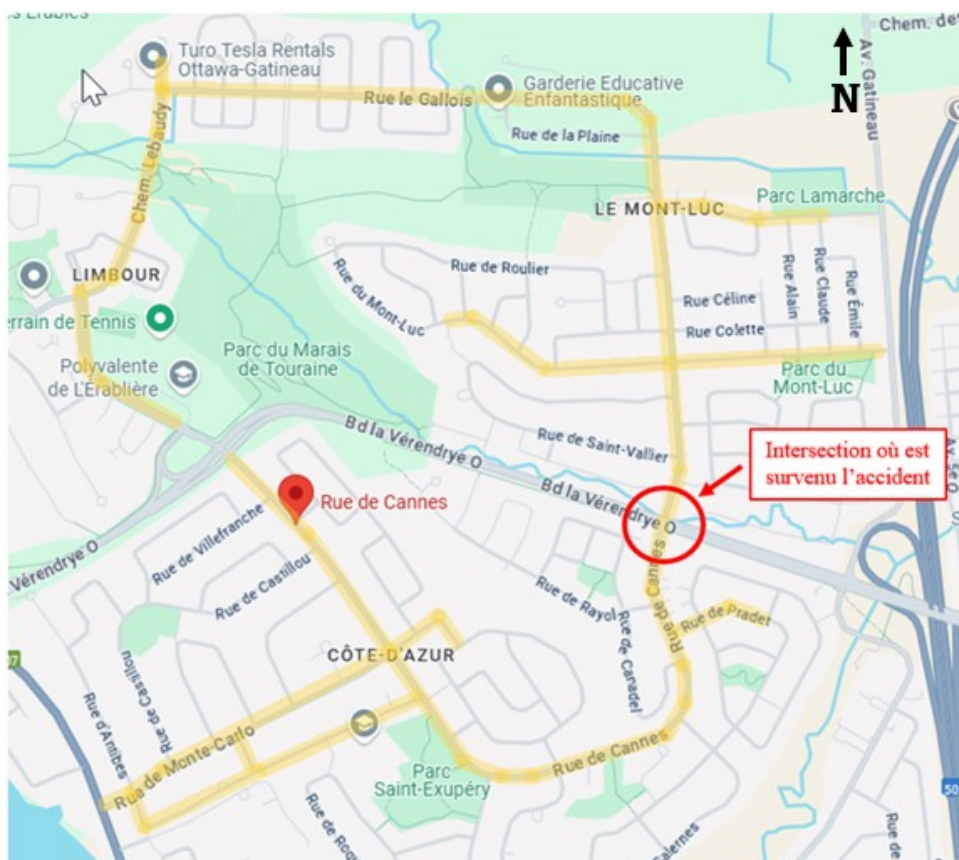 Turo Tesla Rentals
Ottawa-Gatineau
Chem. Lebaudy
Rue le Gallois
Garderie Educative
Enfantastique
Rue de la Plaine
N
Av. Gatineau
Parc Lamarche
LE MONT-LUC
LIMBOUR
Rue de Roulier
Rue du Mont-Luc
Rue Céline
Rue Alain
Rue Claude
Rue Émile
Rue Colette
Parc du
Mont-Luc
errain de Tennis
Polyvalente
de L'Érablière
Parc du Marais
de Touraine
Bd la Vérendrye O
Rue de Saint-Vallier
Bd la Vérendrye O
Intersection où est
survenu l'accident
Av. 5e O
Rue de Cannes
Rue de Villefranche
Vérendrye O
Rue de Castillou
Rue de Rayol
Rue de Canadel
Rue de Cannes
Rue de Pradet
CÔTE-D'AZUR
Rue de Castillou
Rue d'Antibes
Rue de Monte-Carlo
Rue de Cannes
Parc
Saint-Exupéry
50